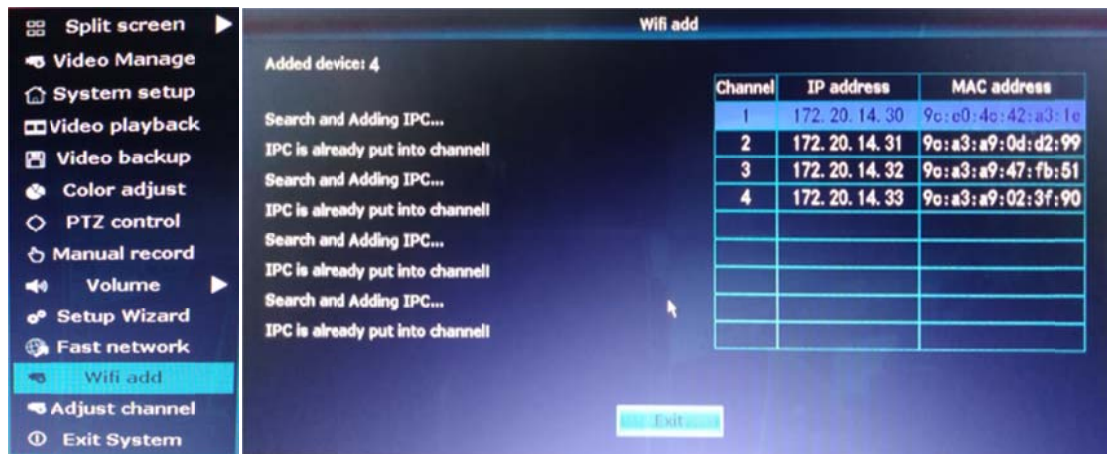 Split screen
Video Manage
System setup
Video playback
Video backup
Color adjust
PTZ control
Manual record
Volume
Setup Wizard
Fast network
Wifi add
Adjust channel
Exit System
Wifi add
Added device: 4
Search and Adding IPC...
IPC is already put into channel!
Search and Adding IPC...
IPC is already put into channel!
Search and Adding IPC...
IPC is already put into channel!
Search and Adding IPC...
IPC is already put into channel!
Channel IP address MAC address
1 172.20.14.30 9c:e0:4c:42:a3:1e
2 172.20.14.31 9c:a3:a9:0d:d2:99
3 172.20.14.32 9c:a3:a9:47:fb:51
4 172.20.14.33 9c:a3:a9:02:3f:90
Exit